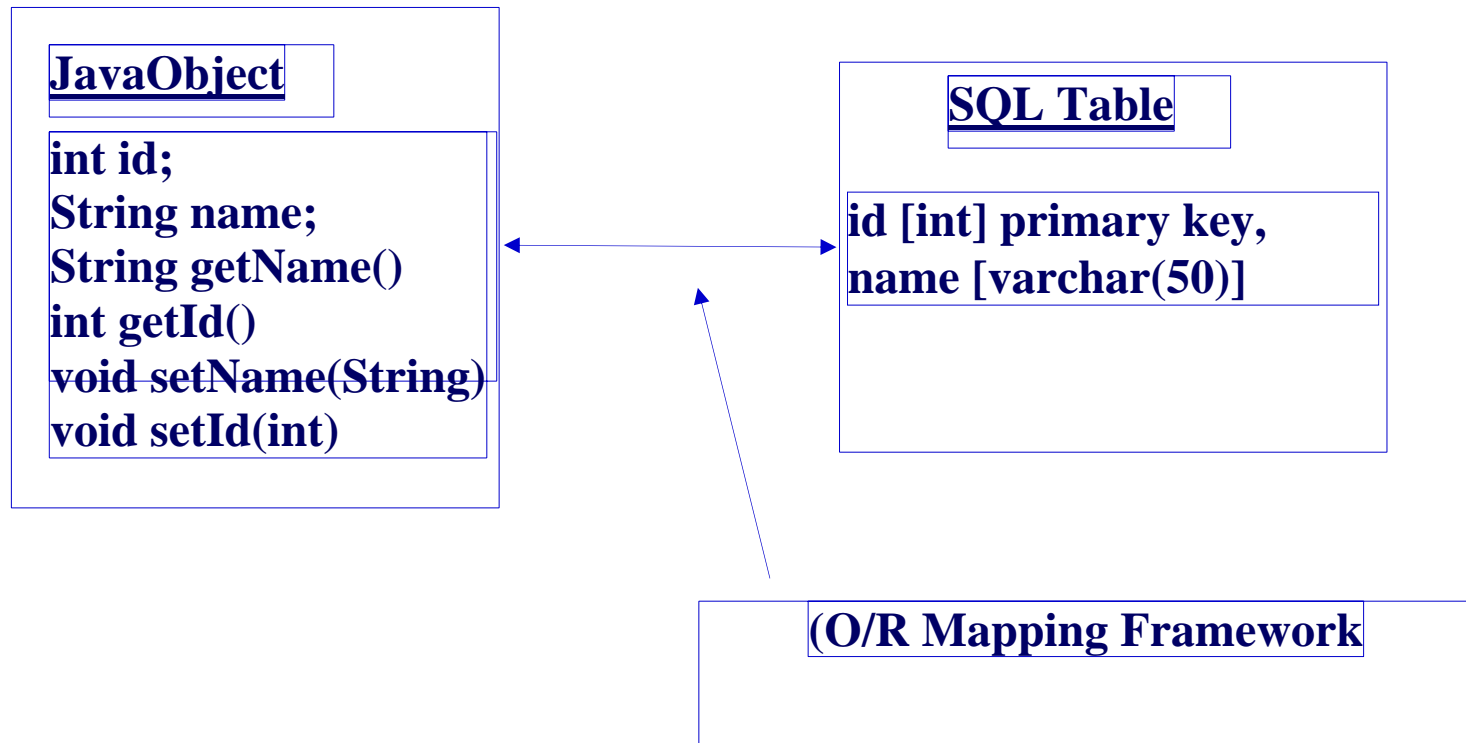 JavaObject
int id;
String name;
String getName()
int getId()
void setName(String)
void setId(int)
SQL Table
id [int] primary key,
name [varchar(50)]
(O/R Mapping Framework